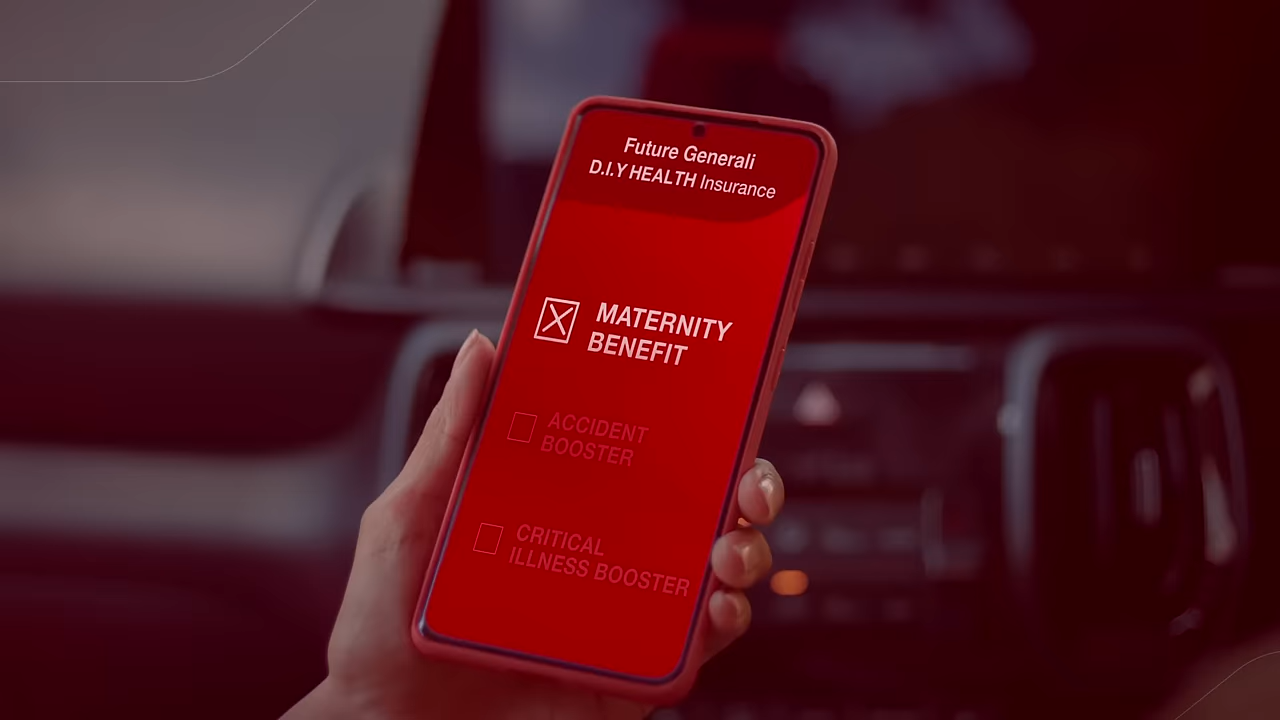 Future Generali
D.I.Y HEALTH Insurance
MATERNITY
BENEFIT
ACCIDENT
BOOSTER
CRITICAL
ILLNESS BOOSTER